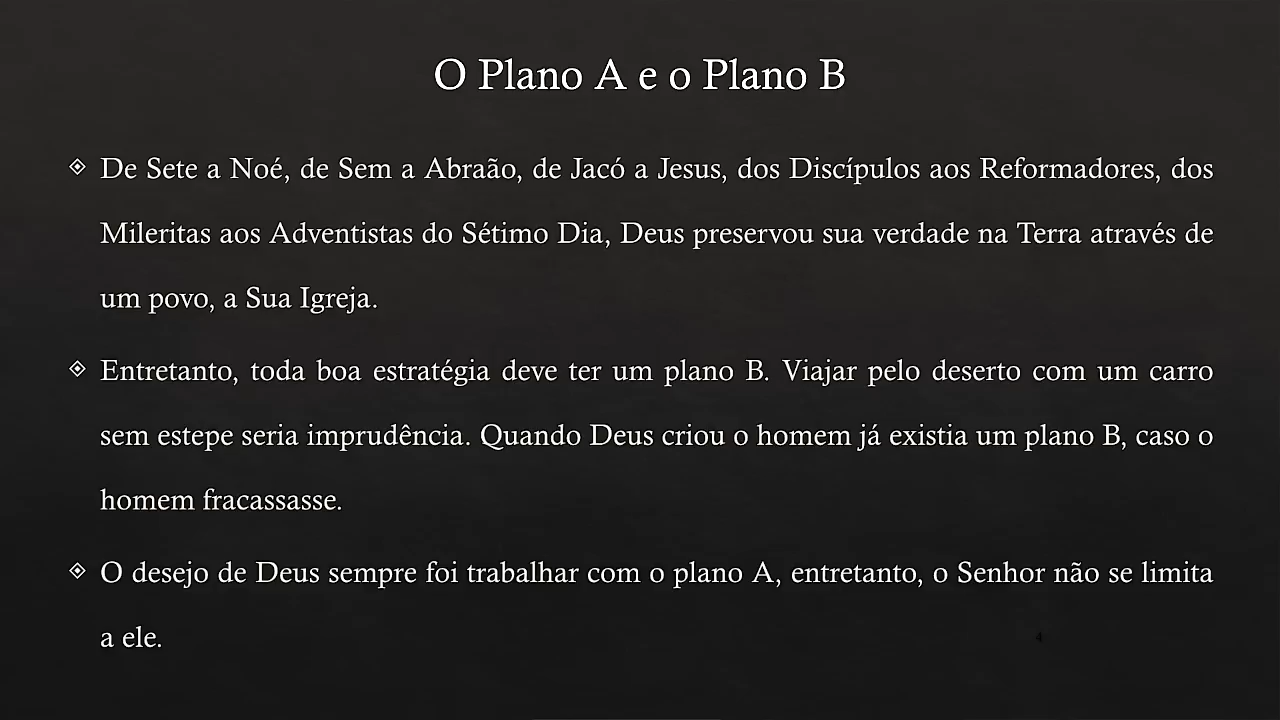 O Plano A e o Plano B
De Sete a Noé, de Sem a Abraão, de Jacó a Jesus, dos Discípulos aos Reformadores, dos
Mileritas aos Adventistas do Sétimo Dia, Deus preservou sua verdade na Terra através de
um povo, a Sua Igreja.
Entretanto, toda boa estratégia deve ter um plano B. Viajar pelo deserto com um carro
sem estepe seria imprudência. Quando Deus criou o homem já existia um plano B, caso o
homem fracassasse.
O desejo de Deus sempre foi trabalhar com o plano A, entretanto, o Senhor não se limita
a ele.
4